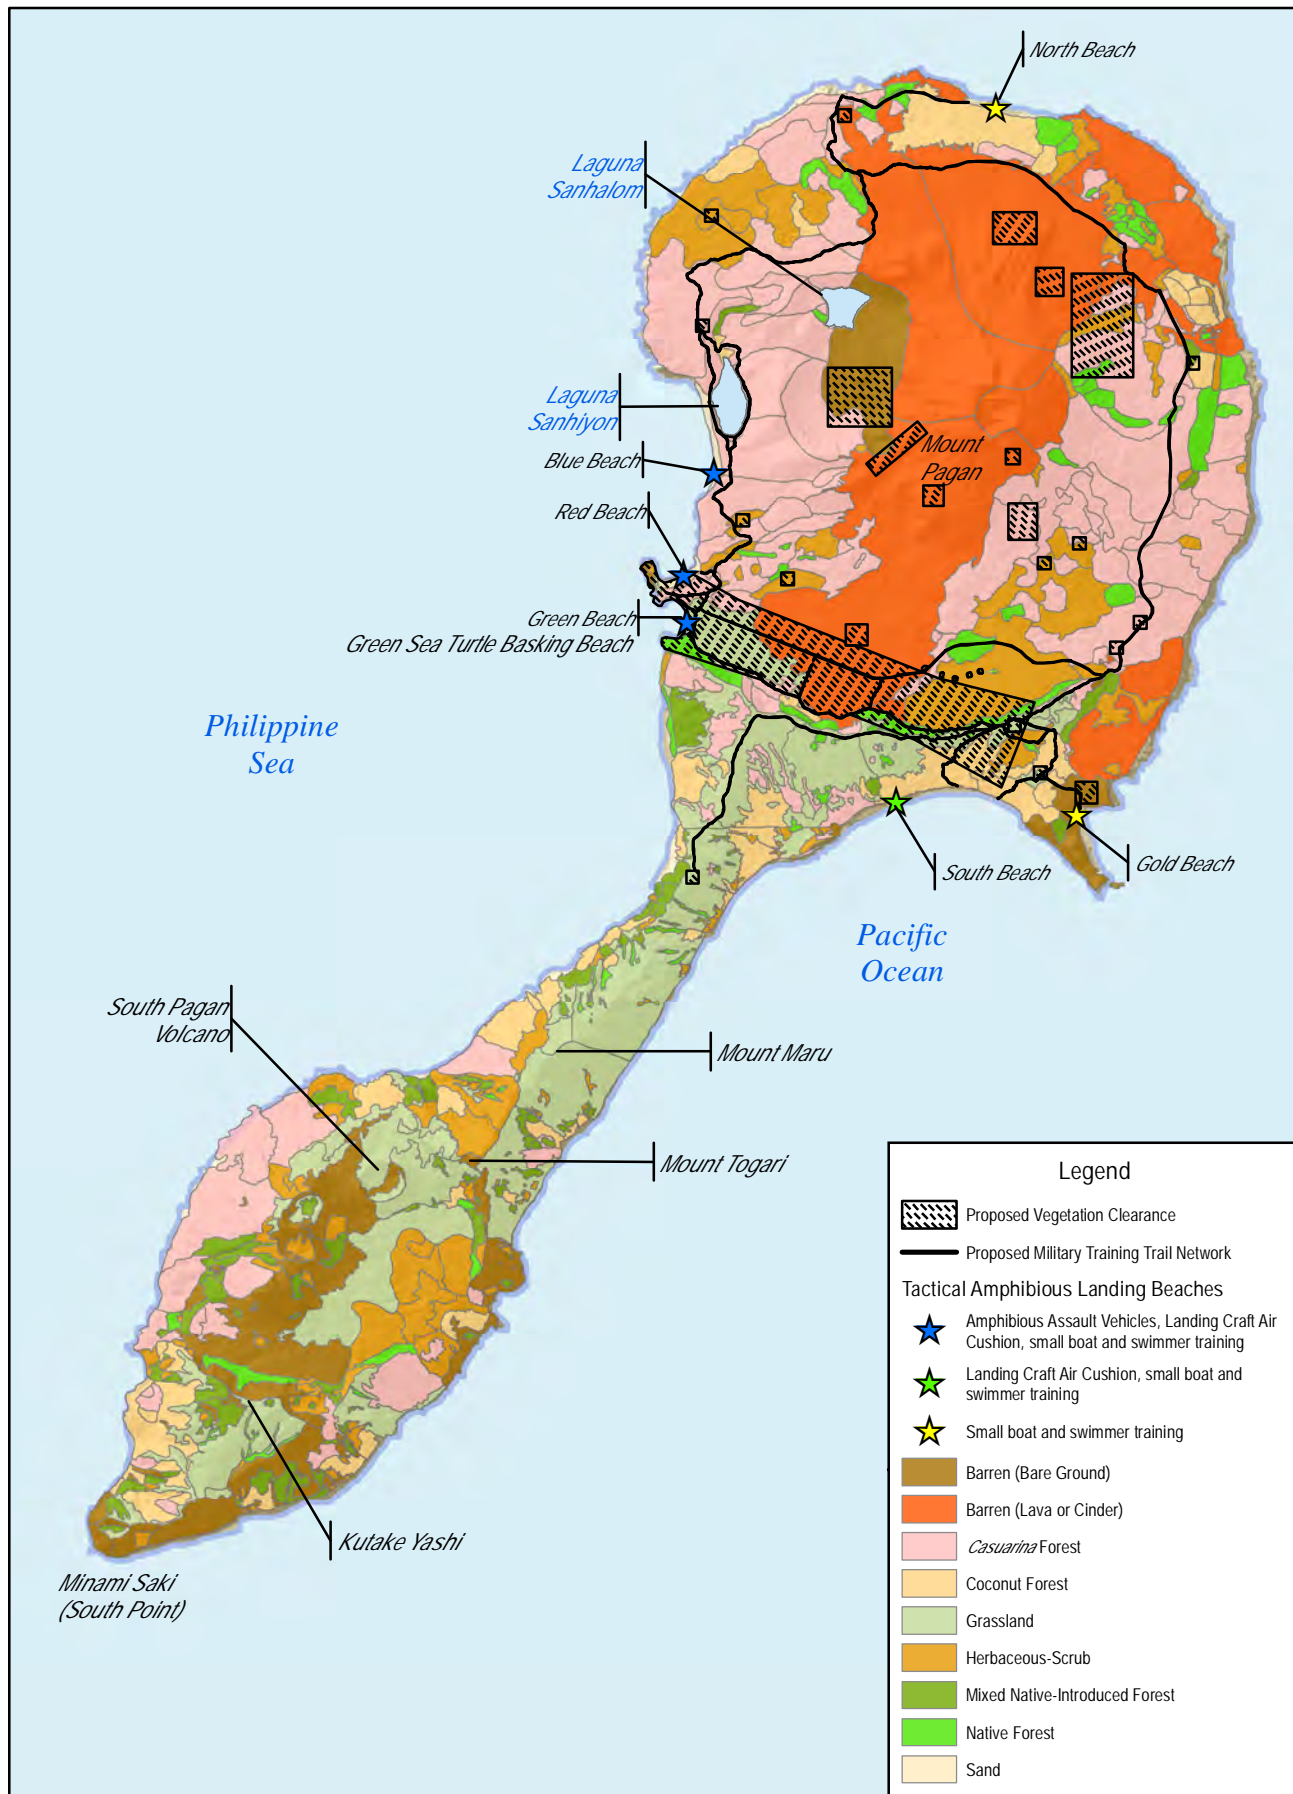 North Beach
Laguna
Sanhalom
Laguna
Sanhiyon
Blue Beach
Mount
Pagan
Red Beach
Green Beach
Green Sea Turtle Basking Beach
Philippine
Sea
South Beach
Gold Beach
Pacific
Ocean
South Pagan
Volcano
Mount Maru
Mount Togari
Kutake Yashi
Minami Saki
(South Point)
Legend
Proposed Vegetation Clearance
Proposed Military Training Trail Network
Tactical Amphibious Landing Beaches
Amphibious Assault Vehicles, Landing Craft Air
Cushion, small boat and swimmer training
Landing Craft Air Cushion, small boat and
swimmer training
Small boat and swimmer training
Barren (Bare Ground)
Barren (Lava or Cinder)
Casuarina Forest
Coconut Forest
Grassland
Herbaceous-Scrub
Mixed Native-Introduced Forest
Native Forest
Sand